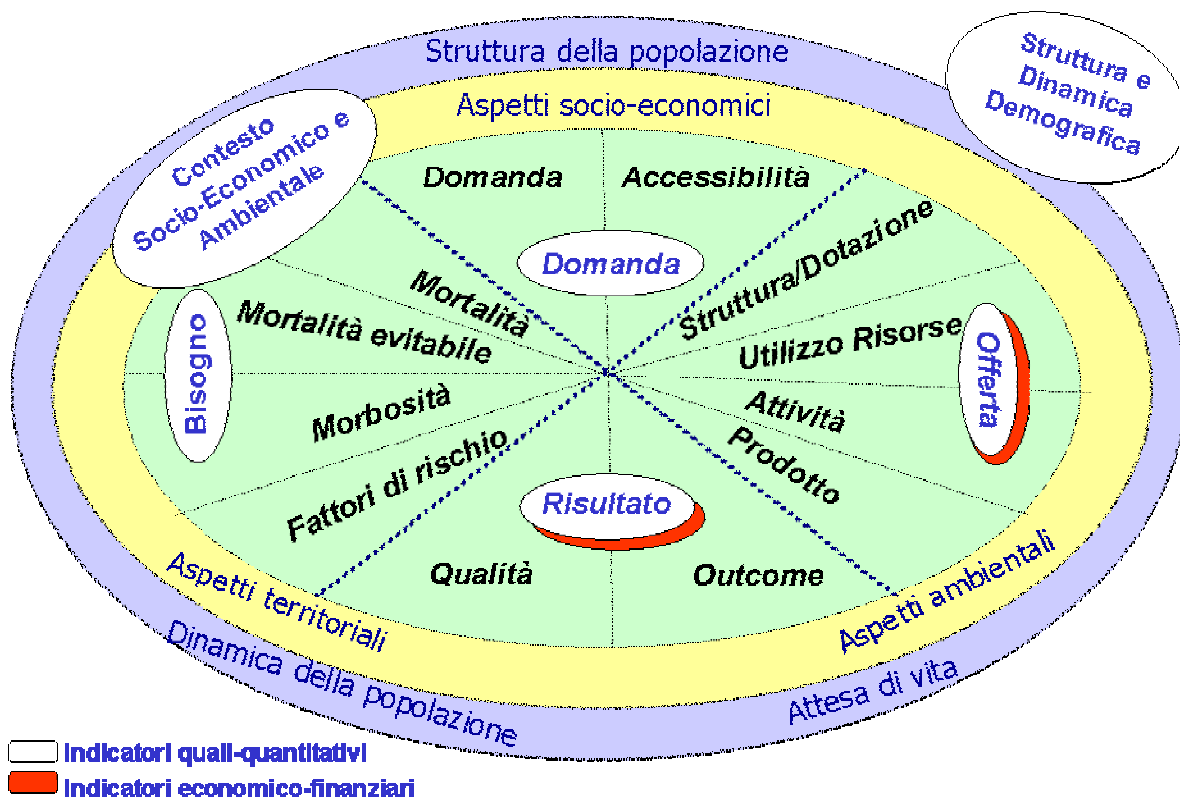 Struttura della popolazione
Struttura e
Dinamica
Demografica
Aspetti socio-economici
Contesto
Socio-Economico e
Ambientale
Domanda
Accessibilità
Domanda
Struttura/Dotazione
Mortalità
Mortalità evitabile
Utilizzo Risorse
Bisogno
Offerta
Morbosità
Attività
Prodotto
Fattori di rischio
Risultato
Qualità
Outcome
Aspetti territoriali
Aspetti ambientali
Dinamica della popolazione
Attesa di vita
Indicatori quali-quantitativi
Indicatori economico-finanziari